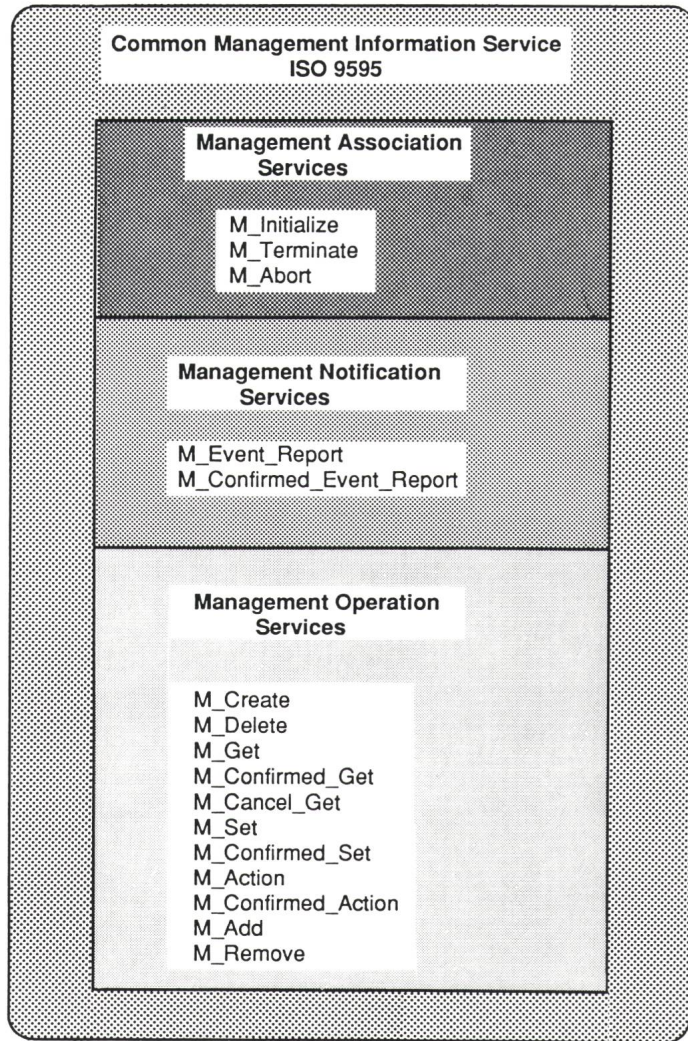 Common Management Information Service
ISO 9595
Management Association
Services
M_Initialize
M_Terminate
M_Abort
Management Notification
Services
M_Event_Report
M_Confirmed_Event_Report
Management Operation
Services
M_Create
M_Delete
M_Get
M_Confirmed_Get
M_Cancel_Get
M_Set
M_Confirmed_Set
M_Action
M_Confirmed_Action
M_Add
M_Remove